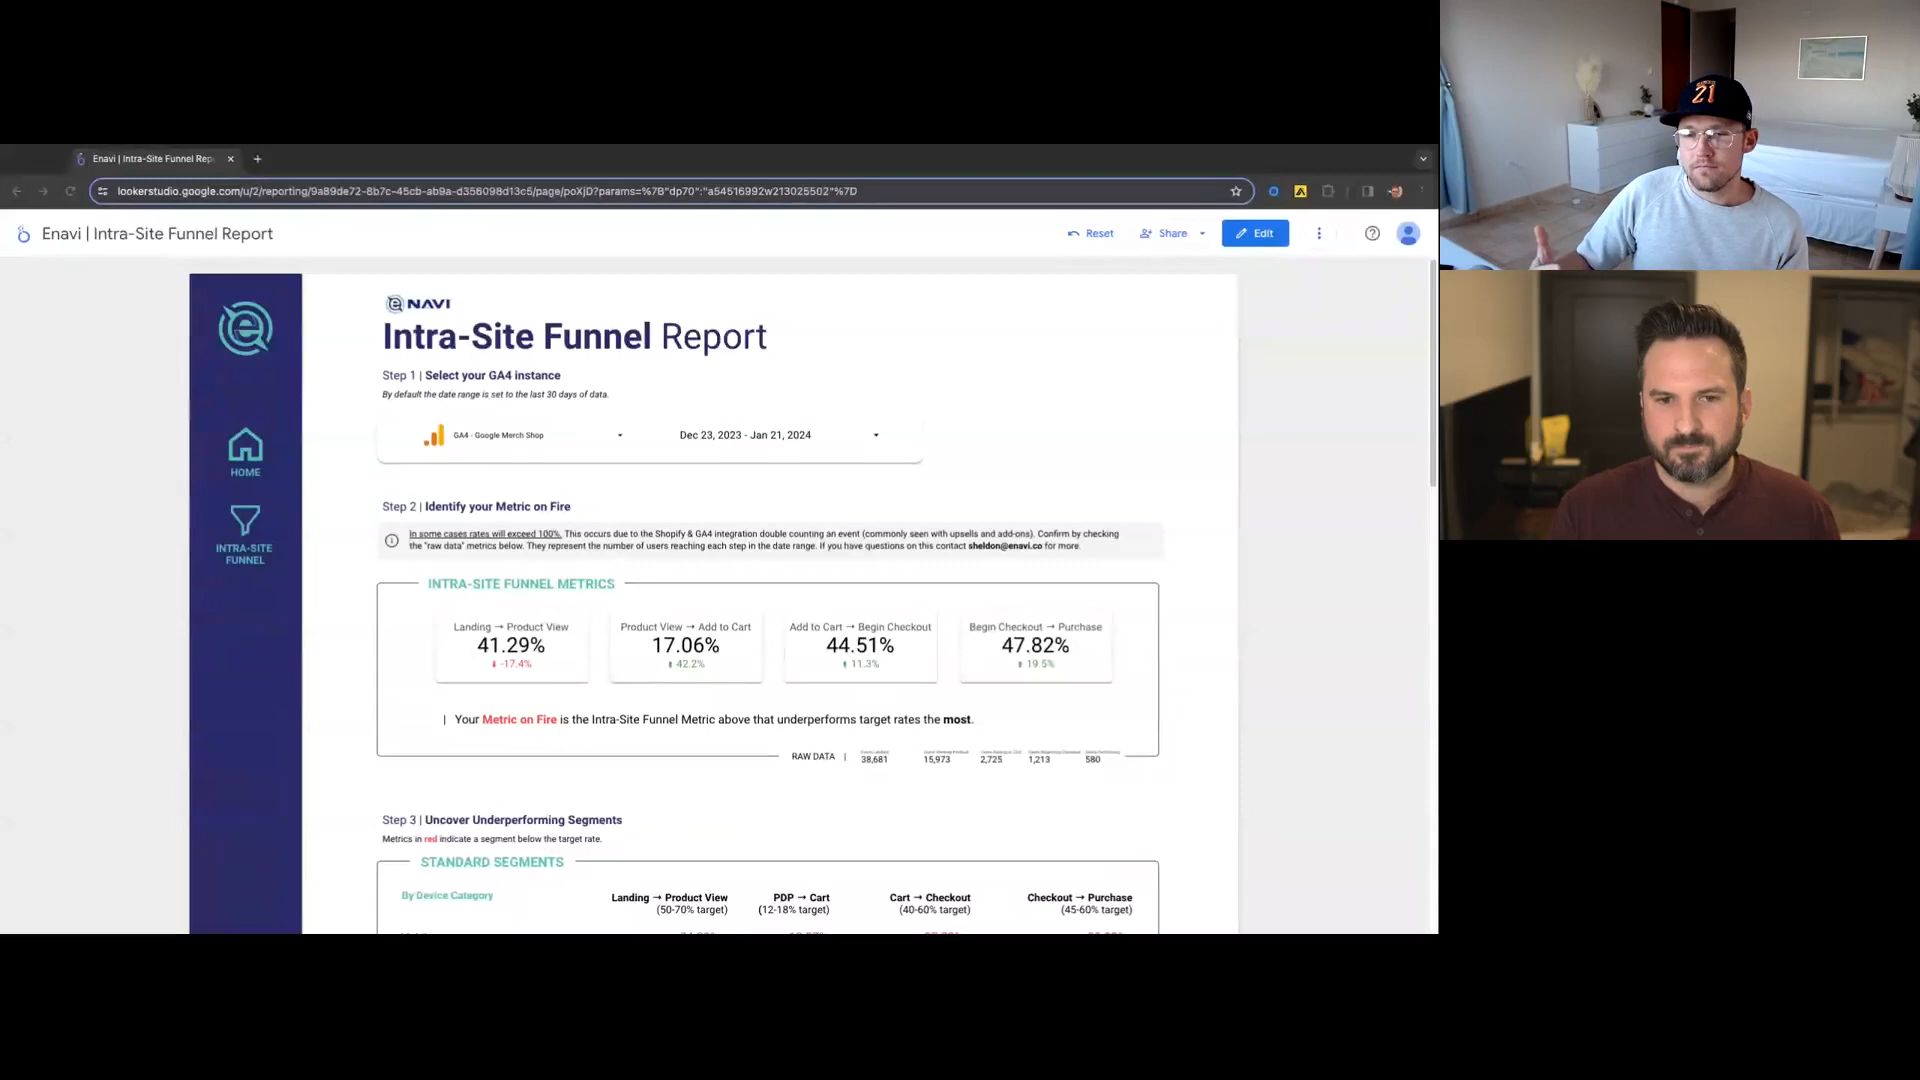 Enavi | Intra-Site Funnel Rep
lookerstudio.google.com/u/2/reporting/9a89de72-8b7c-45cb-ab9a-d356098d13c5/page/poXjD?params=%7B"dp70":"a54516992w213025502"%7D
Enavi | Intra-Site Funnel Report
Reset
Share
Edit
NAVI
Intra-Site Funnel Report
Step 1 | Select your GA4 instance
By default the date range is set to the last 30 days of data.
GA4 - Google Merch Shop
Dec 23, 2023 - Jan 21, 2024
HOME
INTRA-SITE
FUNNEL
Step 2 | Identify your Metric on Fire
In some cases rates will exceed 100%. This occurs due to the Shopify & GA4 integration double counting an event (commonly seen with upsells and add-ons). Confirm by checking
the "raw data" metrics below. They represent the number of users reaching each step in the date range. If you have questions on this contact sheldon@enavi.co for more.
INTRA-SITE FUNNEL METRICS
Landing → Product View
41.29%
-17.4%
Product View → Add to Cart
17.06%
42.2%
Add to Cart → Begin Checkout
44.51%
11.3%
Begin Checkout → Purchase
47.82%
19.5%
| Your Metric on Fire is the Intra-Site Funnel Metric above that underperforms target rates the most.
RAW DATA |
38,681
15,973
2,725
1,213
580
Step 3 | Uncover Underperforming Segments
Metrics in red indicate a segment below the target rate.
STANDARD SEGMENTS
By Device Category
Landing → Product View
(50-70% target)
PDP → Cart
(12-18% target)
Cart → Checkout
(40-60% target)
Checkout → Purchase
(45-60% target)
21